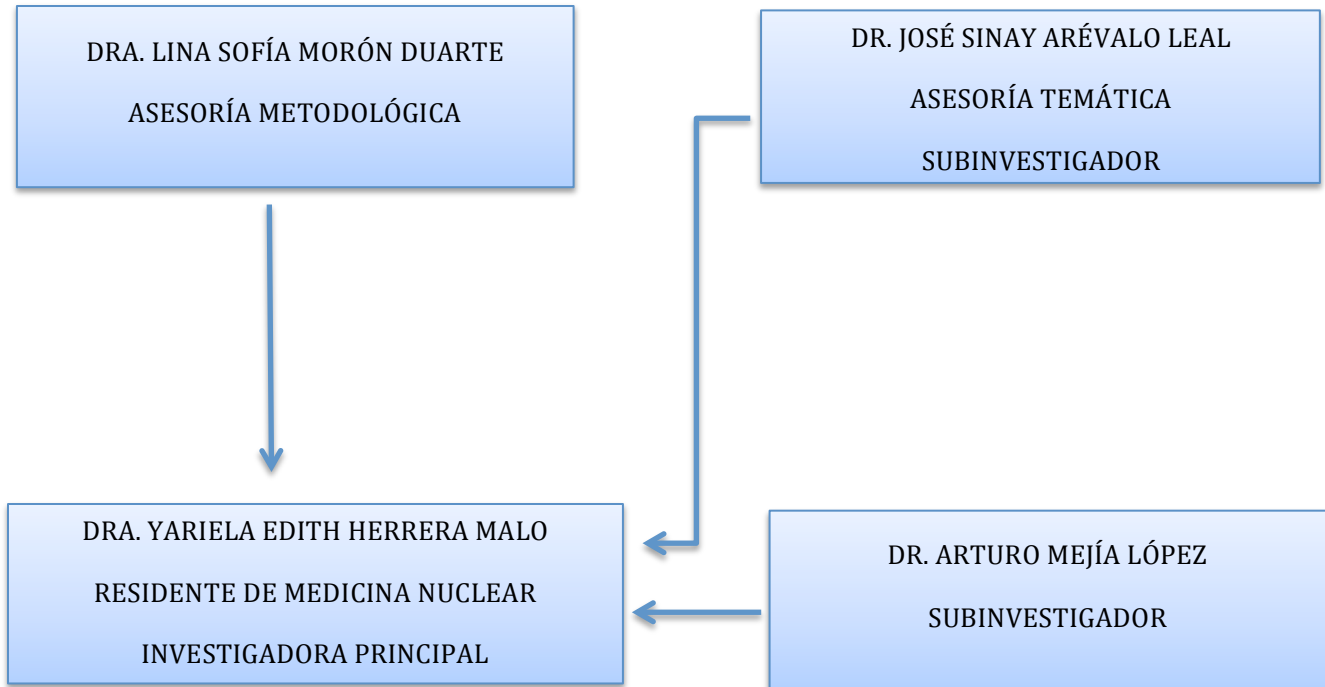 DRA. LINA SOFÍA MORÓN DUARTE
ASESORÍA METODOLÓGICA
DR. JOSÉ SINAY ARÉVALO LEAL
ASESORÍA TEMÁTICA
SUBINVESTIGADOR
DRA. YARIELA EDITH HERRERA MALO
RESIDENTE DE MEDICINA NUCLEAR
INVESTIGADORA PRINCIPAL
DR. ARTURO MEJÍA LÓPEZ
SUBINVESTIGADOR